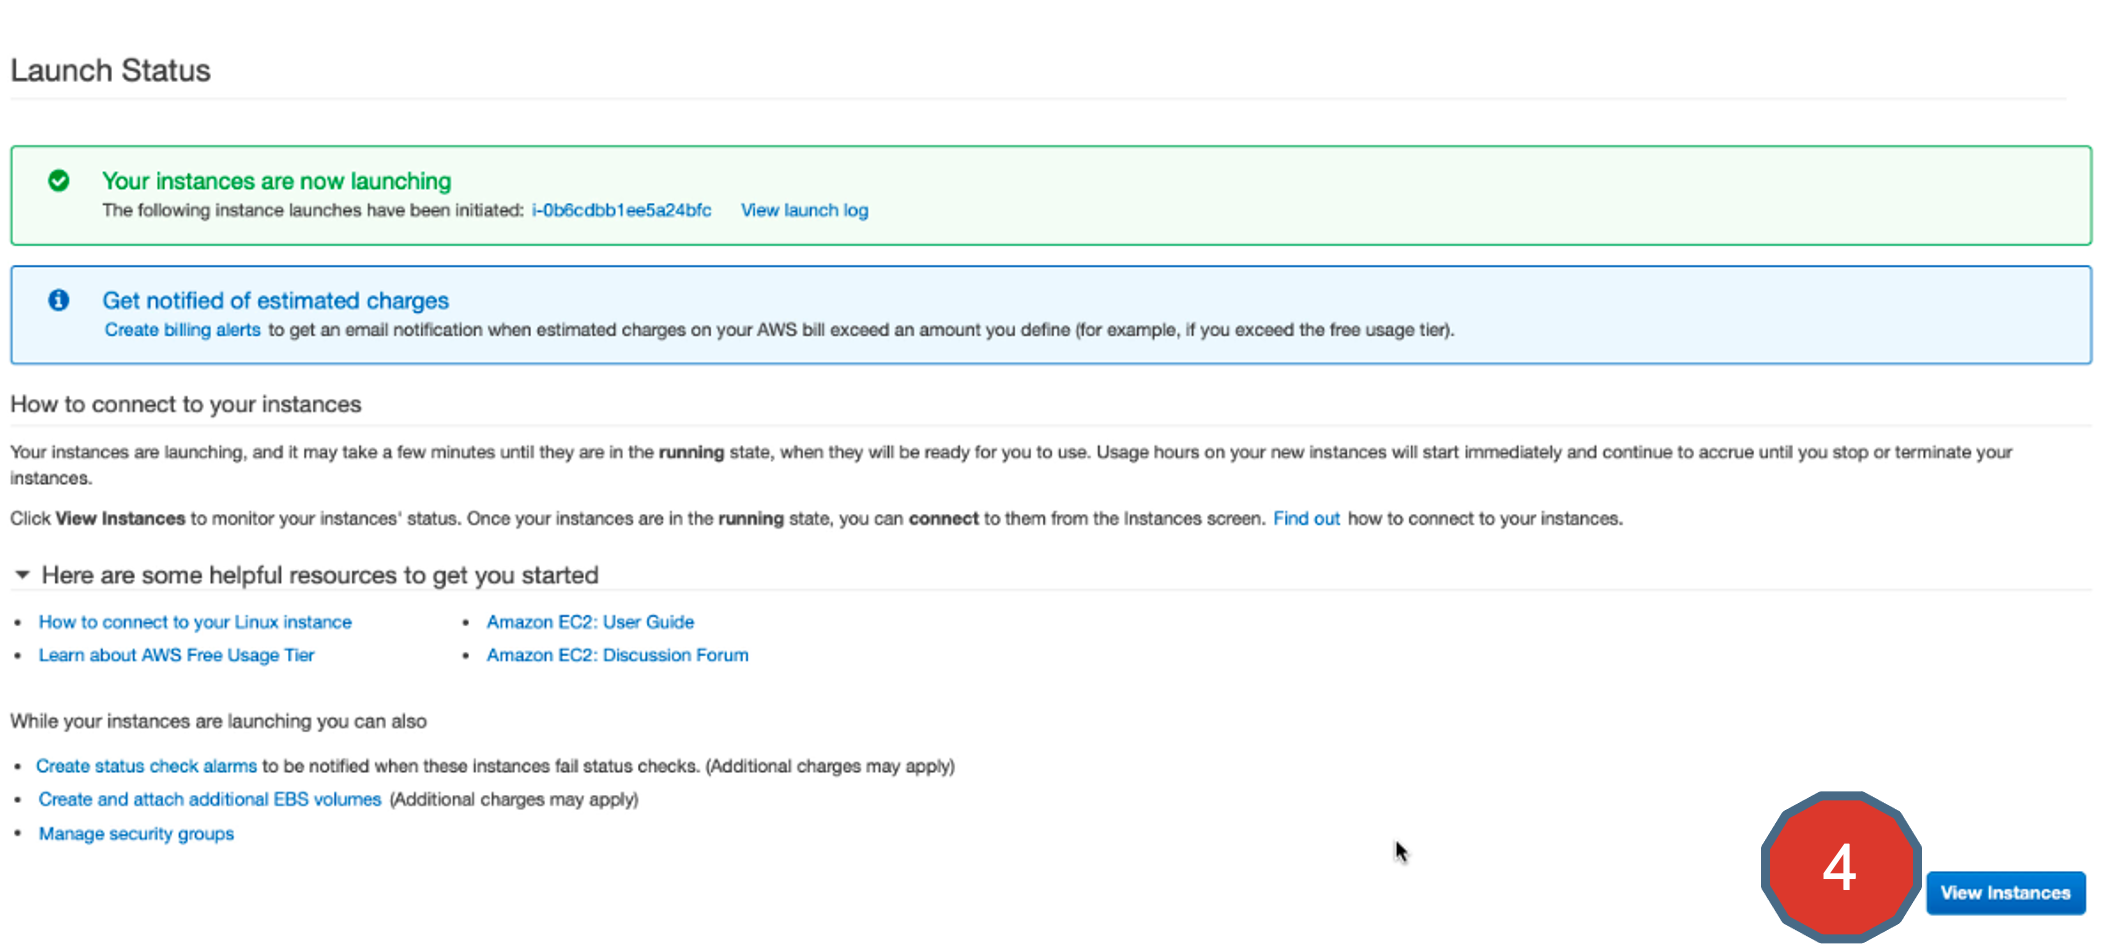 Launch Status
Your instances are now launching
The following instance launches have been initiated: i-0b6cdbb1ee5a24bfc View launch log
Get notified of estimated charges
Create billing alerts to get an email notification when estimated charges on your AWS bill exceed an amount you define (for example, if you exceed the free usage tier).
How to connect to your instances
Your instances are launching, and it may take a few minutes until they are in the running state, when they will be ready for you to use. Usage hours on your new instances will start immediately and continue to accrue until you stop or terminate your
instances.
Click View Instances to monitor your instances' status. Once your instances are in the running state, you can connect to them from the Instances screen. Find out how to connect to your instances.
Here are some helpful resources to get you started
• How to connect to your Linux instance • Amazon EC2: User Guide
• Learn about AWS Free Usage Tier • Amazon EC2: Discussion Forum
While your instances are launching you can also
• Create status check alarms to be notified when these instances fail status checks. (Additional charges may apply)
• Create and attach additional EBS volumes (Additional charges may apply)
• Manage security groups
4
View Instances